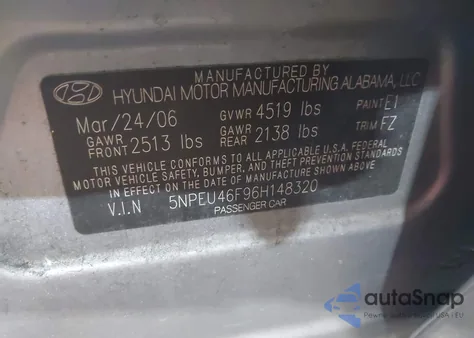 MANUFACTURED BY
HYUNDAI MOTOR MANUFACTURING ALABAMA, LLC
Mar/24/06 GVWR 4519 lbs PAINT EI
GAWR FRONT 2513 lbs GAWR REAR 2138 lbs TRIM FZ
THIS VEHICLE CONFORMS TO ALL APPLICABLE U.S.A. FEDERAL
MOTOR VEHICLE SAFETY, BUMPER, AND THEFT PREVENTION STANDARDS
IN EFFECT ON THE DATE OF MANUFACTURE SHOWN ABOVE
V.I.N 5NPEU46F96H148320
PASSENGER CAR
autoSnap